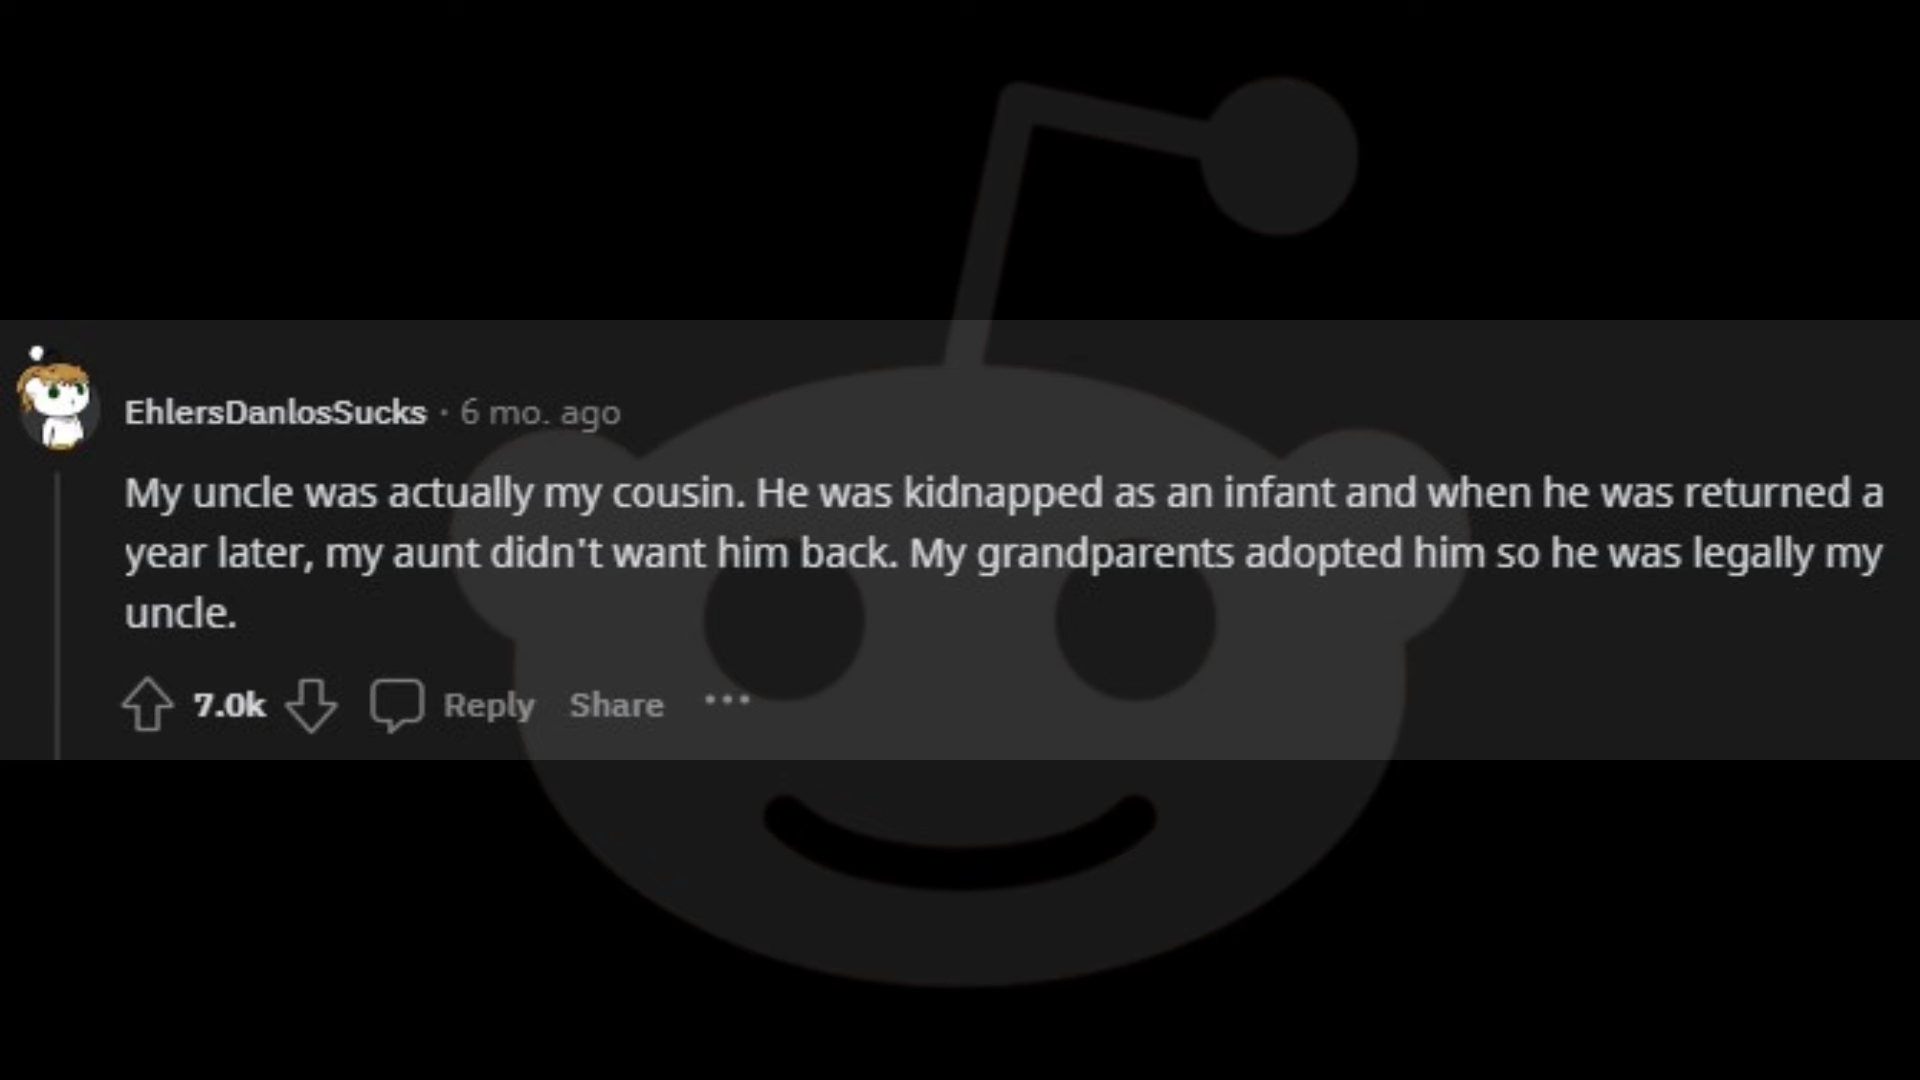 EhlersDanlosSucks · 6 mo. ago
My uncle was actually my cousin. He was kidnapped as an infant and when he was returned a
year later, my aunt didn't want him back. My grandparents adopted him so he was legally my
uncle.
7.0k Reply Share ...